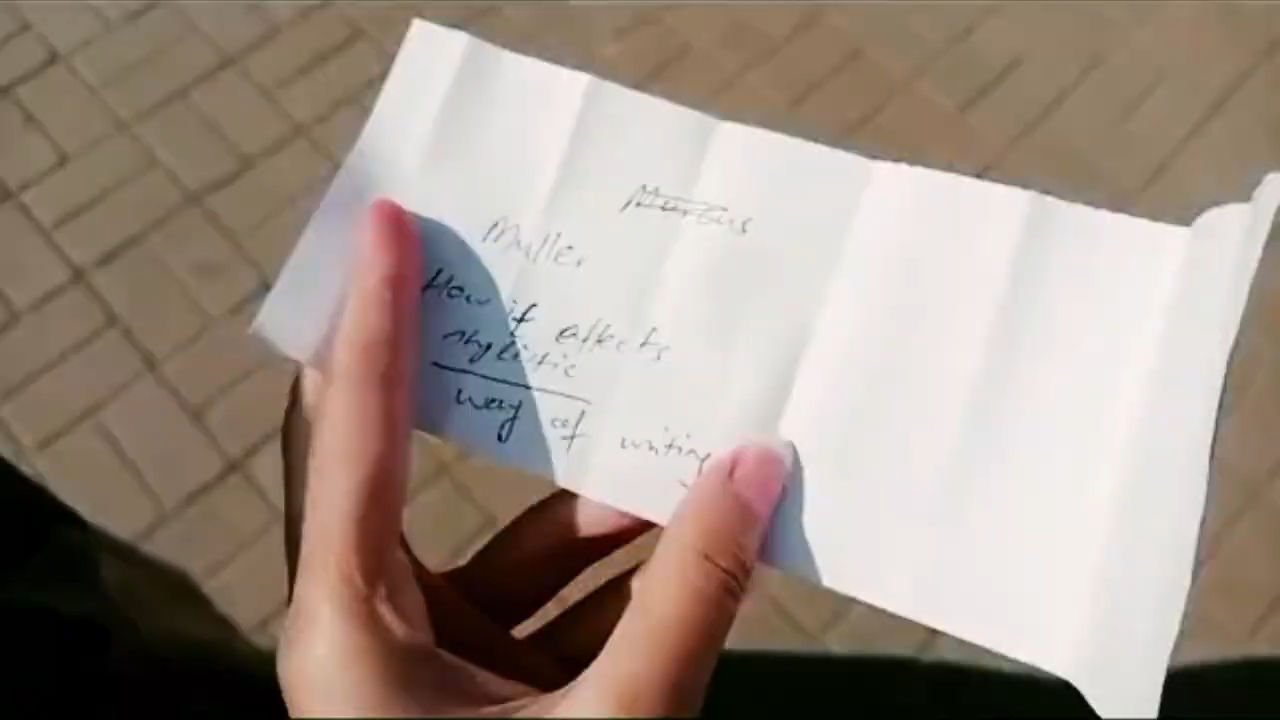 Muller
How it affects
stylistic
way of writing